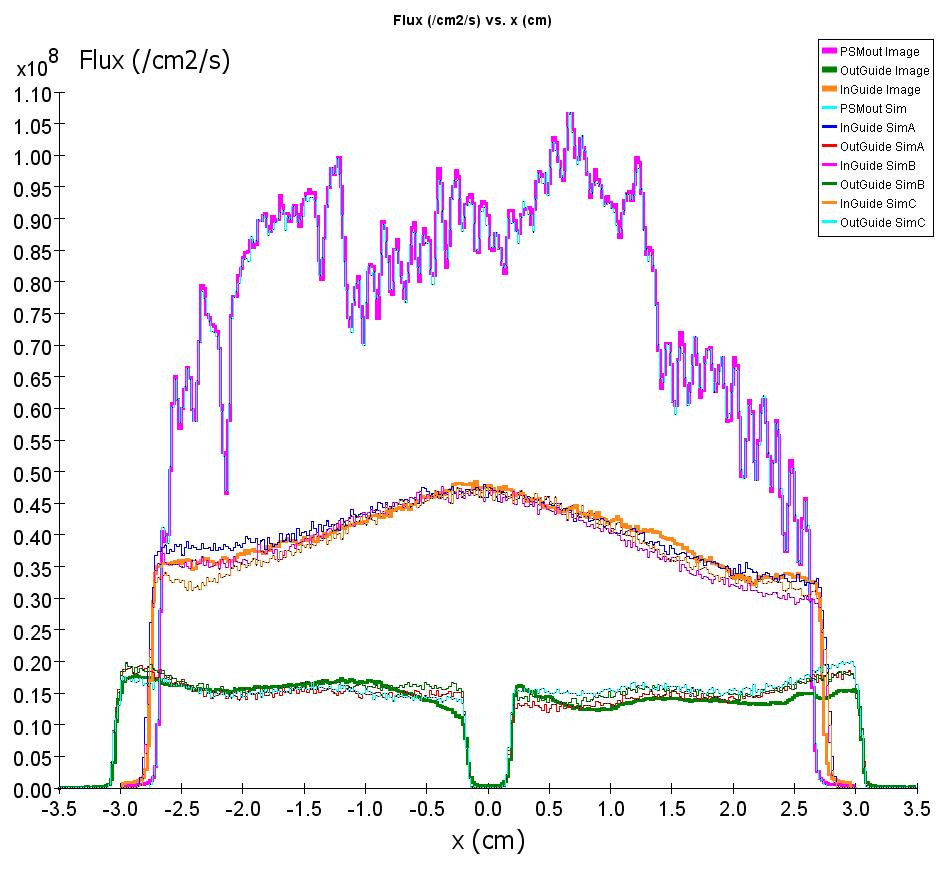 Flux (/cm2/s) vs. x (cm)
x10^8 Flux (/cm2/s)
PSMout Image
OutGuide Image
InGuide Image
PSMout Sim
InGuide SimA
OutGuide SimA
InGuide SimB
OutGuide SimB
InGuide SimC
OutGuide SimC
1.10
1.05
1.00
0.95
0.90
0.85
0.80
0.75
0.70
0.65
0.60
0.55
0.50
0.45
0.40
0.35
0.30
0.25
0.20
0.15
0.10
0.05
0.00
-3.5 -3.0 -2.5 -2.0 -1.5 -1.0 -0.5 0.0 0.5 1.0 1.5 2.0 2.5 3.0 3.5
x (cm)